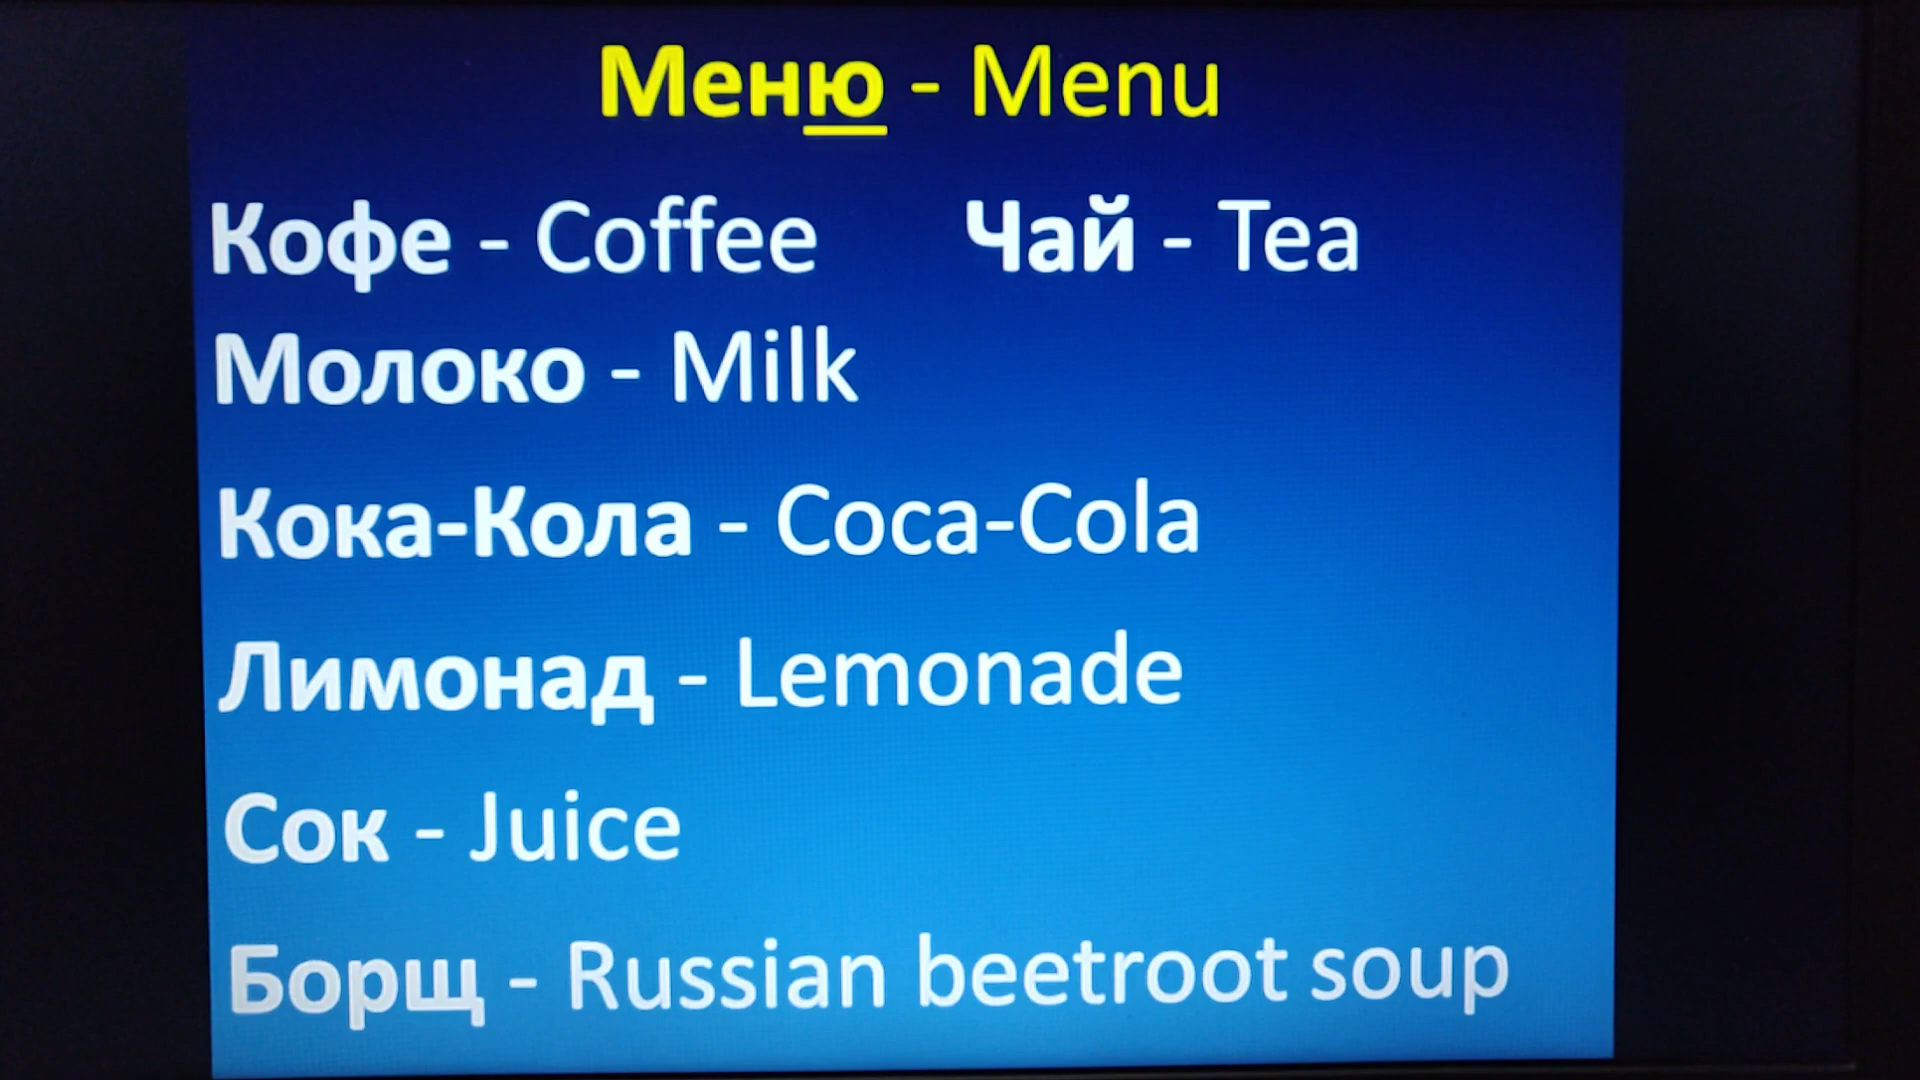 Меню - Menu
Кофе - Coffee Чай - Tea
Молоко - Milk
Кока-Кола - Coca-Cola
Лимонад - Lemonade
Сок - Juice
Борщ - Russian beetroot soup